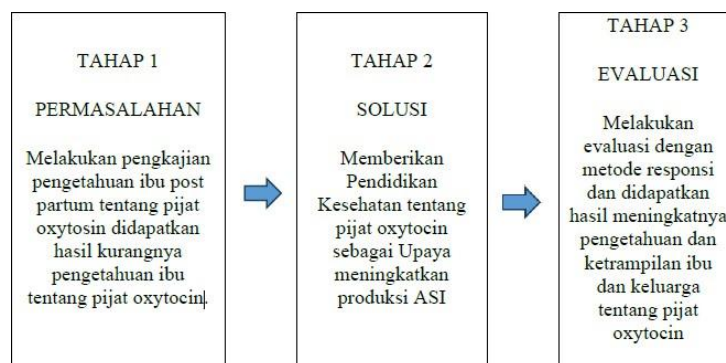 TAHAP 1
PERMASALAHAN
Melakukan pengkajian
pengetahuan ibu post
partum tentang pijat
oxytosin didapatkan
hasil kurangnya
pengetahuan ibu
tentang pijat oxytocin.
TAHAP 2
SOLUSI
Memberikan
Pendidikan
Kesehatan tentang
pijat oxytocin
sebagai Upaya
meningkatkan
produksi ASI
TAHAP 3
EVALUASI
Melakukan
evaluasi dengan
metode responsi
dan didapatkan
hasil meningkatnya
pengetahuan dan
ketrampilan ibu
dan keluarga
tentang pijat
oxytocin